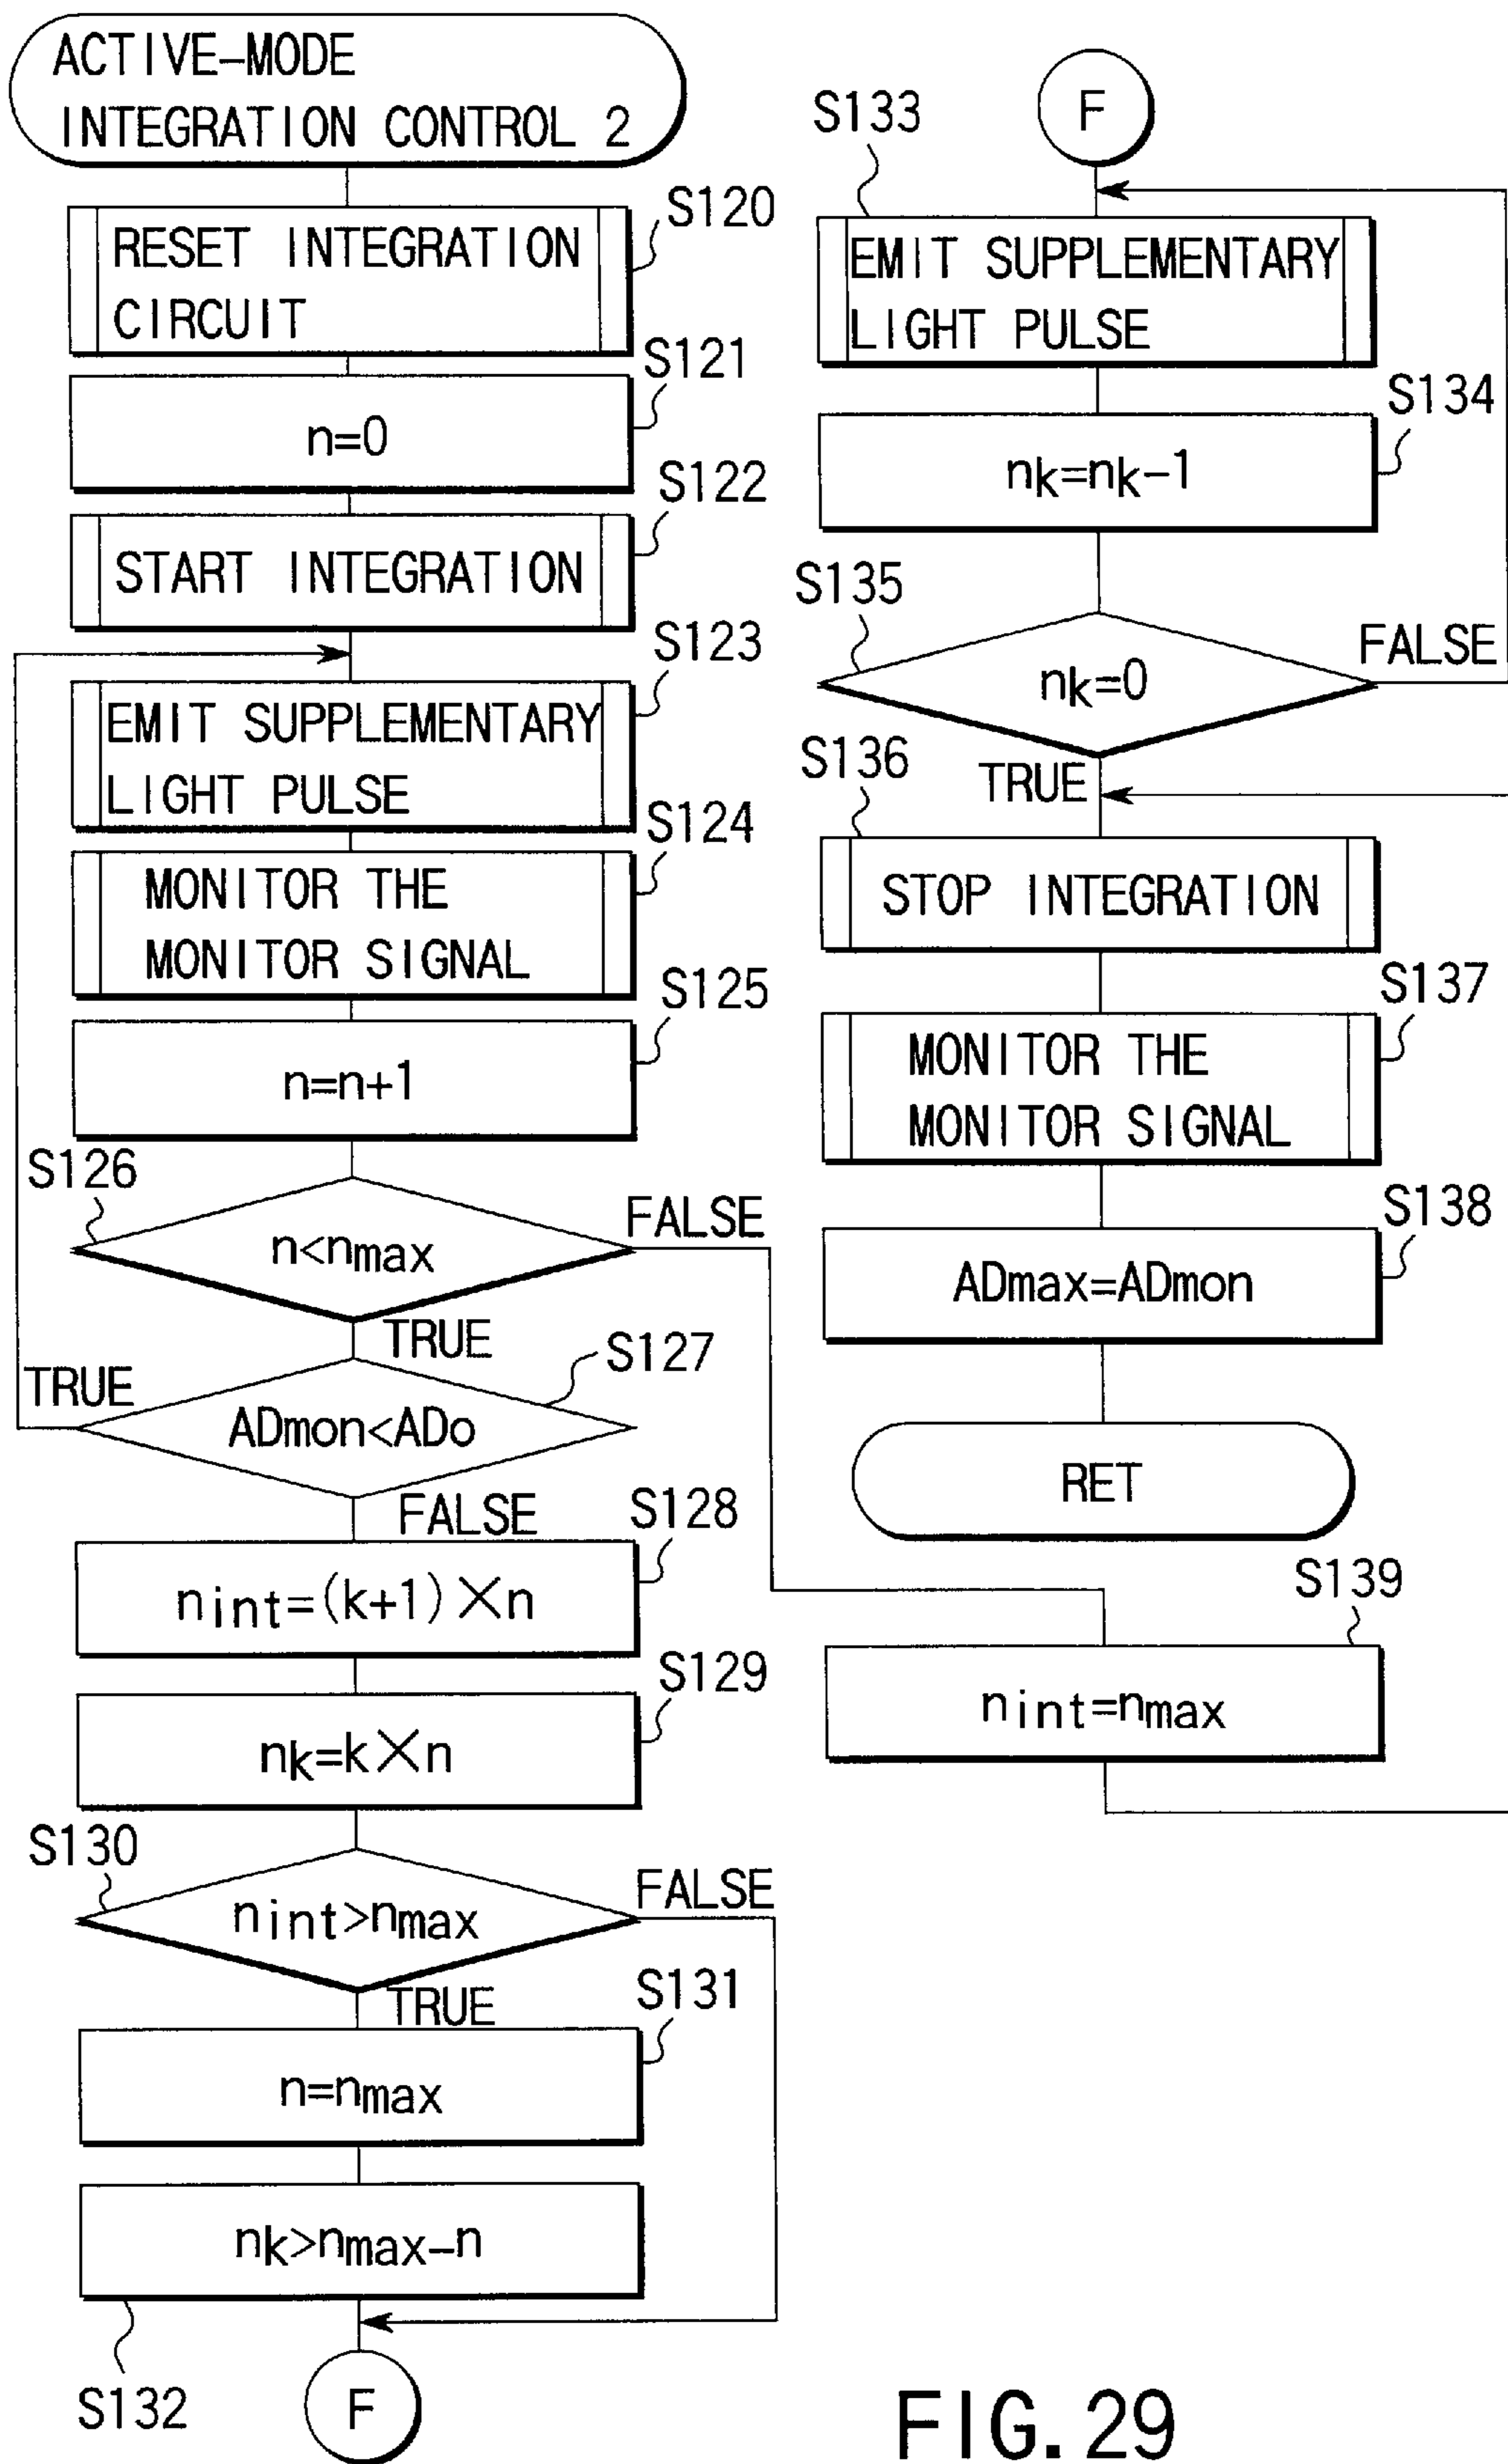 ACTIVE-MODE
INTEGRATION CONTROL 2
S120
RESET INTEGRATION
CIRCUIT
S121
n=0
S122
START INTEGRATION
S123
EMIT SUPPLEMENTARY
LIGHT PULSE
S124
MONITOR THE
MONITOR SIGNAL
S125
n=n+1
S126
n<nmax
FALSE
TRUE
S127
TRUE
ADmon<ADo
FALSE
S128
nint=(k+1)×n
S129
nk=k×n
S130
nint>nmax
FALSE
TRUE
S131
n=nmax
nk>nmax-n
S132
F
F
S133
EMIT SUPPLEMENTARY
LIGHT PULSE
S134
nk=nk-1
S135
nk=0
FALSE
TRUE
S136
STOP INTEGRATION
S137
MONITOR THE
MONITOR SIGNAL
S138
ADmax=ADmon
RET
S139
nint=nmax
FIG. 29